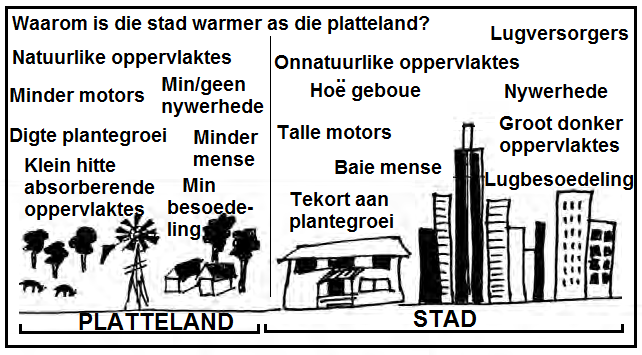 Waarom is die stad warmer as die platteland?
Natuurlike oppervlaktes
Minder motors
Min/geen
nywerhede
Digte plantegroei
Minder
mense
Klein hitte
absorberende
oppervlaktes
Min
besoede-
ling
Lugversorgers
Onnatuurlike oppervlaktes
Hoë geboue
Nywerhede
Talle motors
Groot donker
oppervlaktes
Baie mense
Lugbesoedeling
Tekort aan
plantegroei
PLATTELAND
STAD